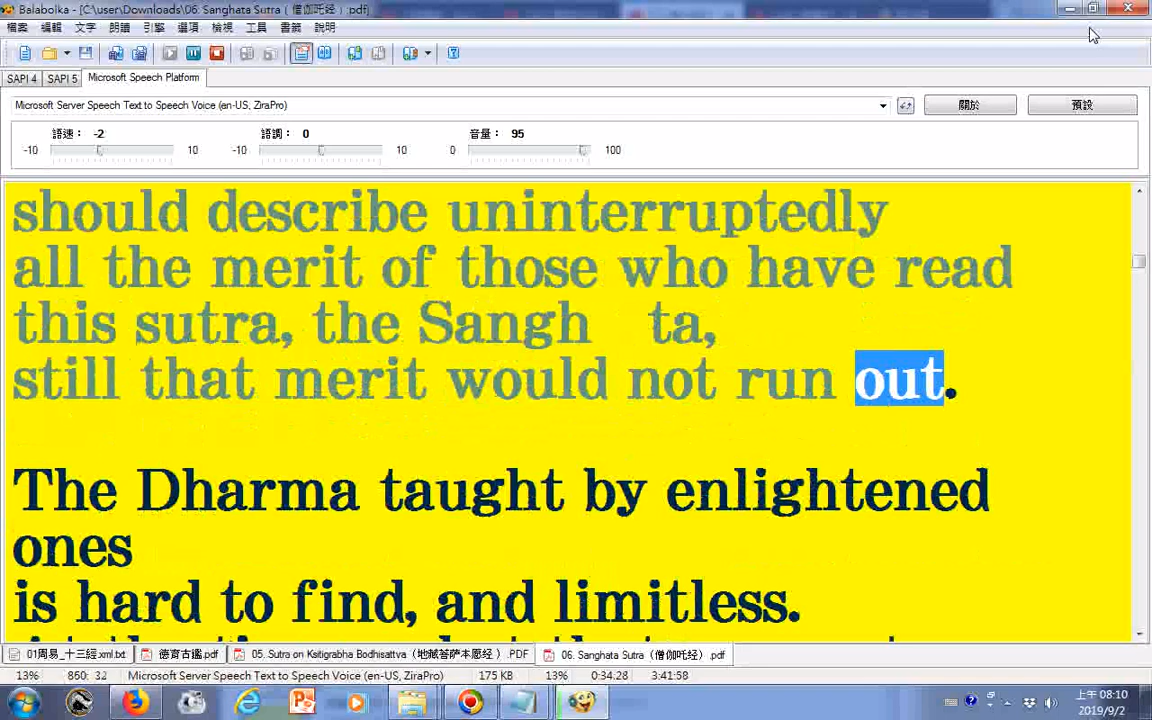 Balabolka - [C:\user\Downloads\06. Sanghata Sutra（僧伽吒经）.pdf]
檔案 編輯 文字 朗讀 引擎 選項 檢視 工具 書籤 說明
SAPI 4 SAPI 5 Microsoft Speech Platform
Microsoft Server Speech Text to Speech Voice (en-US, ZiraPro) 關於 預設
語速： -2 語調： 0 音量： 95
-10 10 -10 10 0 100
should describe uninterruptedly
all the merit of those who have read
this sutra, the Sangh ta,
still that merit would not run out.
The Dharma taught by enlightened
ones
is hard to find, and limitless.
01周易_十三經.xml.txt 德育古鑑.pdf 05. Sutra on Ksitigrabha Bodhisattva（地藏菩萨本愿经）.PDF 06. Sanghata Sutra（僧伽吒经）.pdf
13% 860: 32 Microsoft Server Speech Text to Speech Voice (en-US, ZiraPro) 175 KB 13% 0:34:28 3:41:58
上午 08:10
2019/9/2